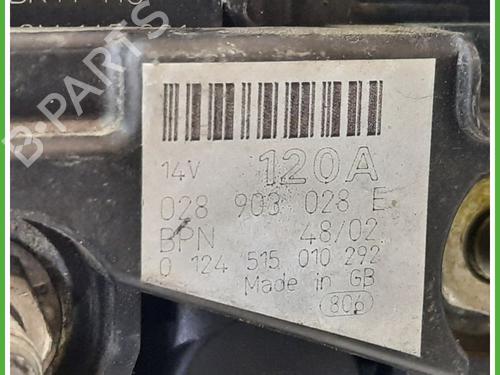 B-PARTS
14V 120A
028 903 028 E
BPN 48/02
0 124 515 010 292
Made in GB
806